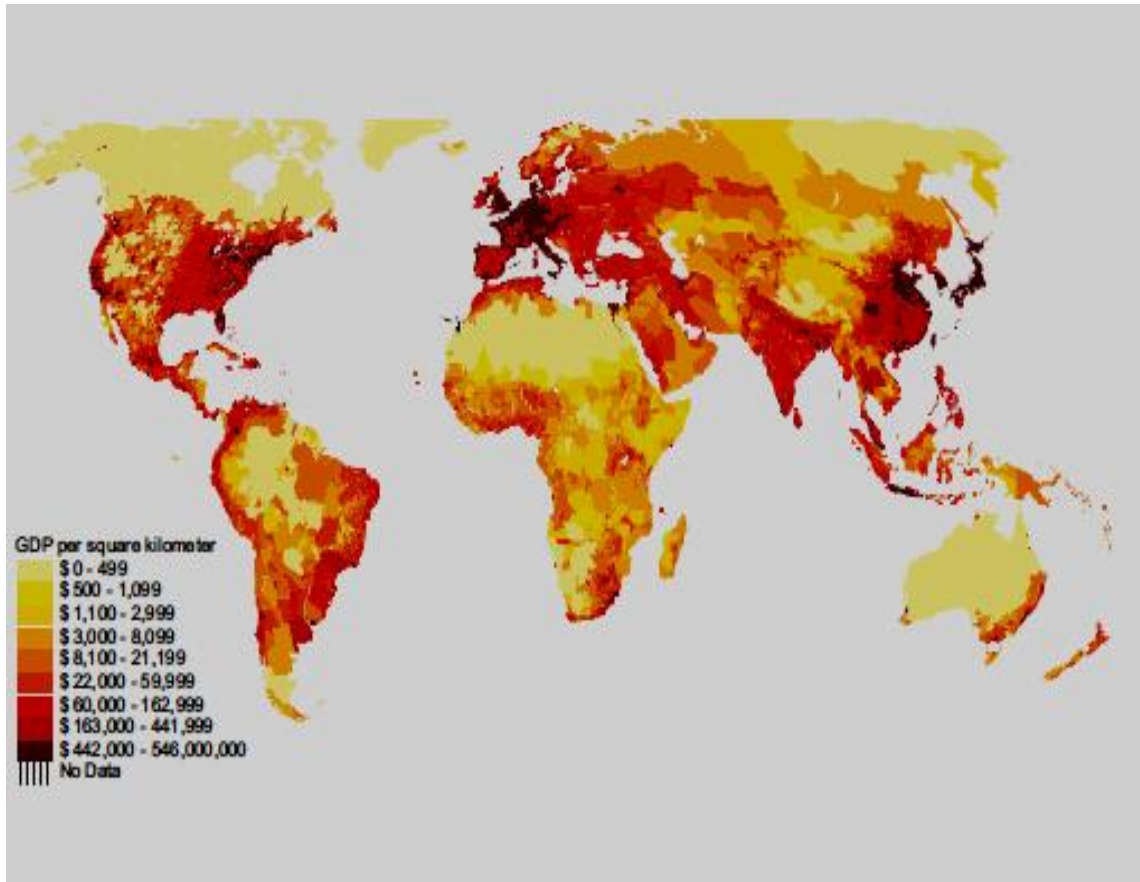 GDP per square kilometer
$ 0 - 499
$ 500 - 1,099
$ 1,100 - 2,999
$ 3,000 - 8,099
$ 8,100 - 21,199
$ 22,000 - 59,999
$ 60,000 - 162,999
$ 163,000 - 441,999
$ 442,000 - 546,000,000
No Data